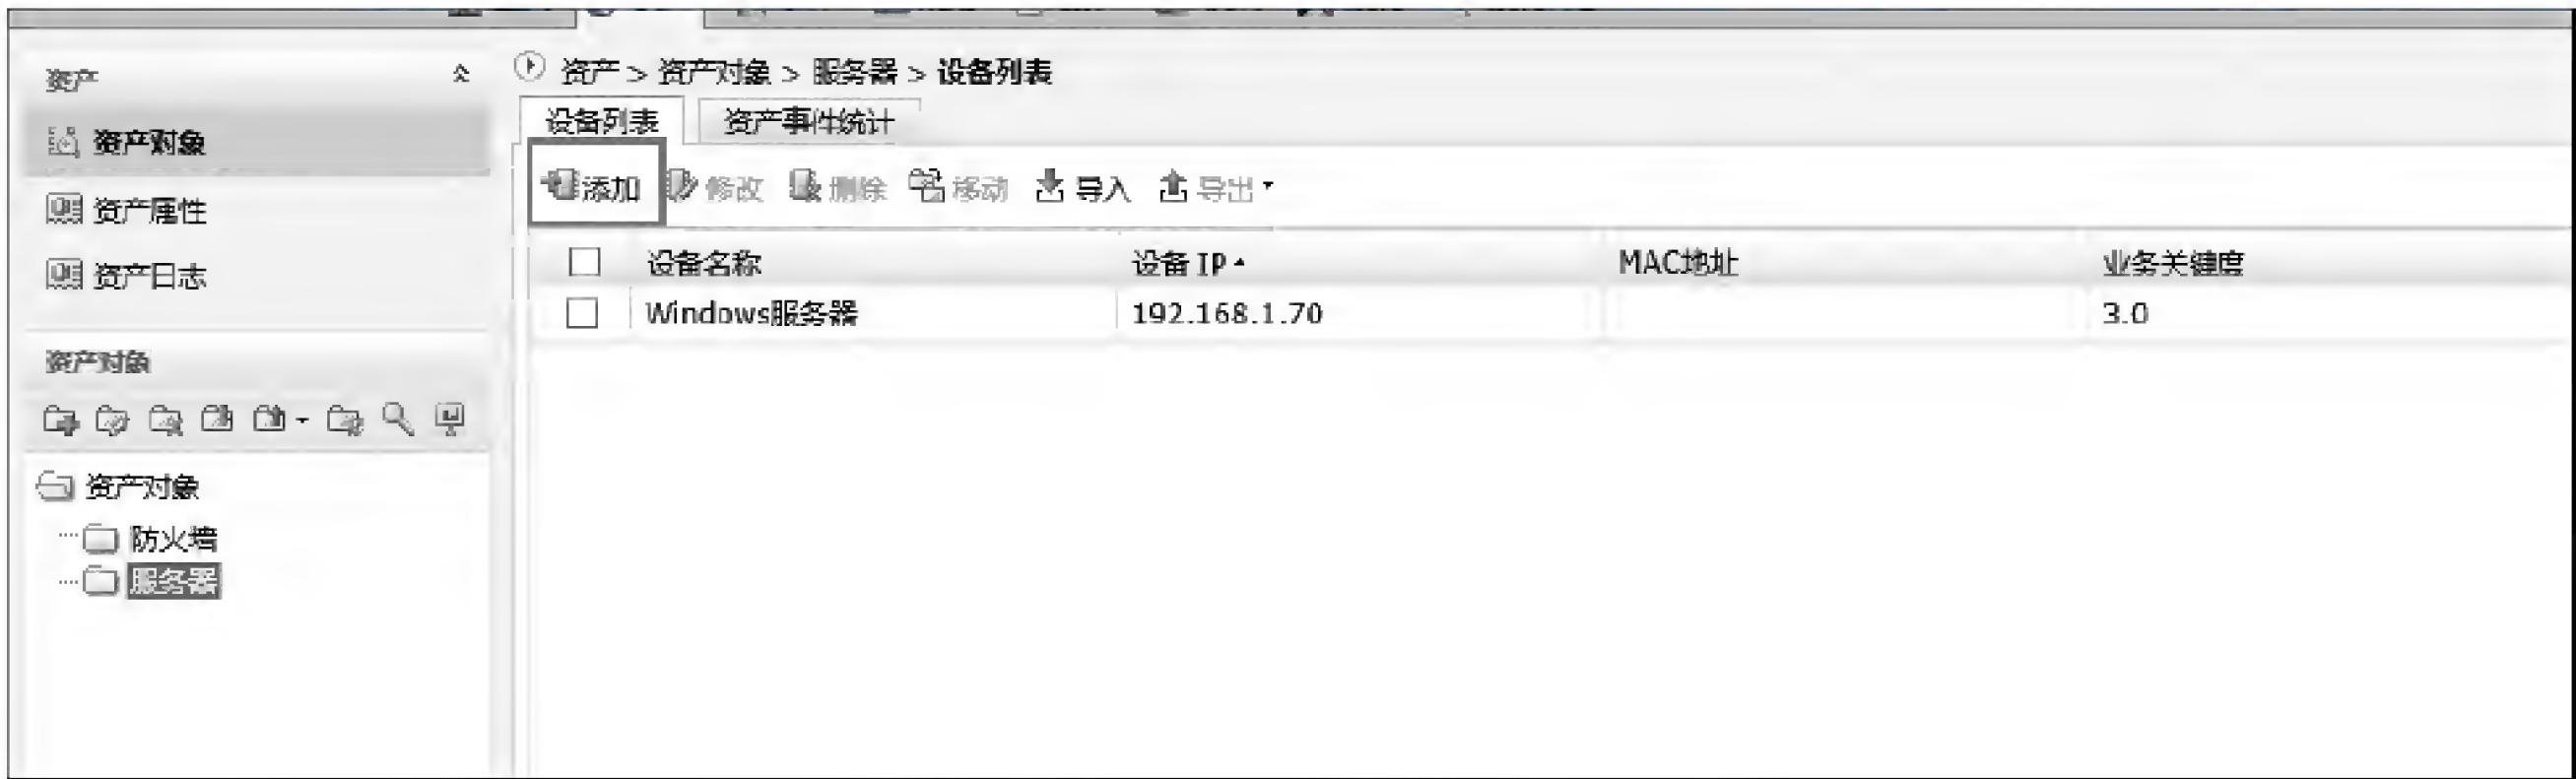 资产
资产对象
资产属性
资产日志
资产对象
资产对象
防火墙
服务器
资产 > 资产对象 > 服务器 > 设备列表
设备列表 资产事件统计
添加 修改 删除 移动 导入 导出
设备名称 设备 IP MAC地址 业务关键度
Windows服务器 192.168.1.70 3.0